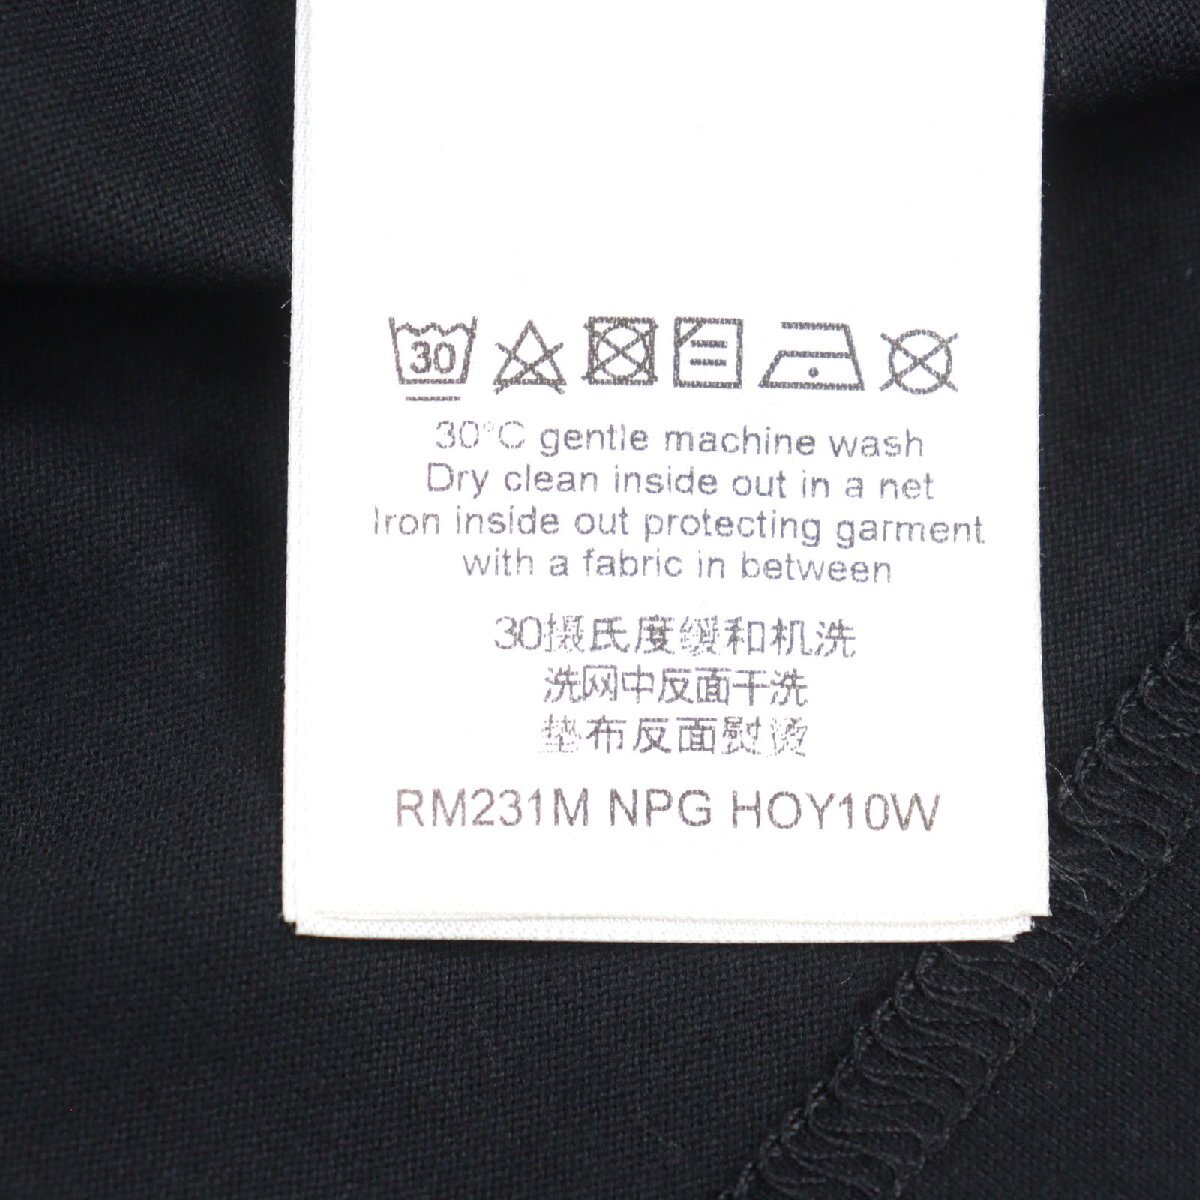 30
30°C gentle machine wash
Dry clean inside out in a net
Iron inside out protecting garment
with a fabric in between
30摄氏度缓和机洗
洗网中反面干洗
垫布反面熨烫
RM231M NPG HOY10W